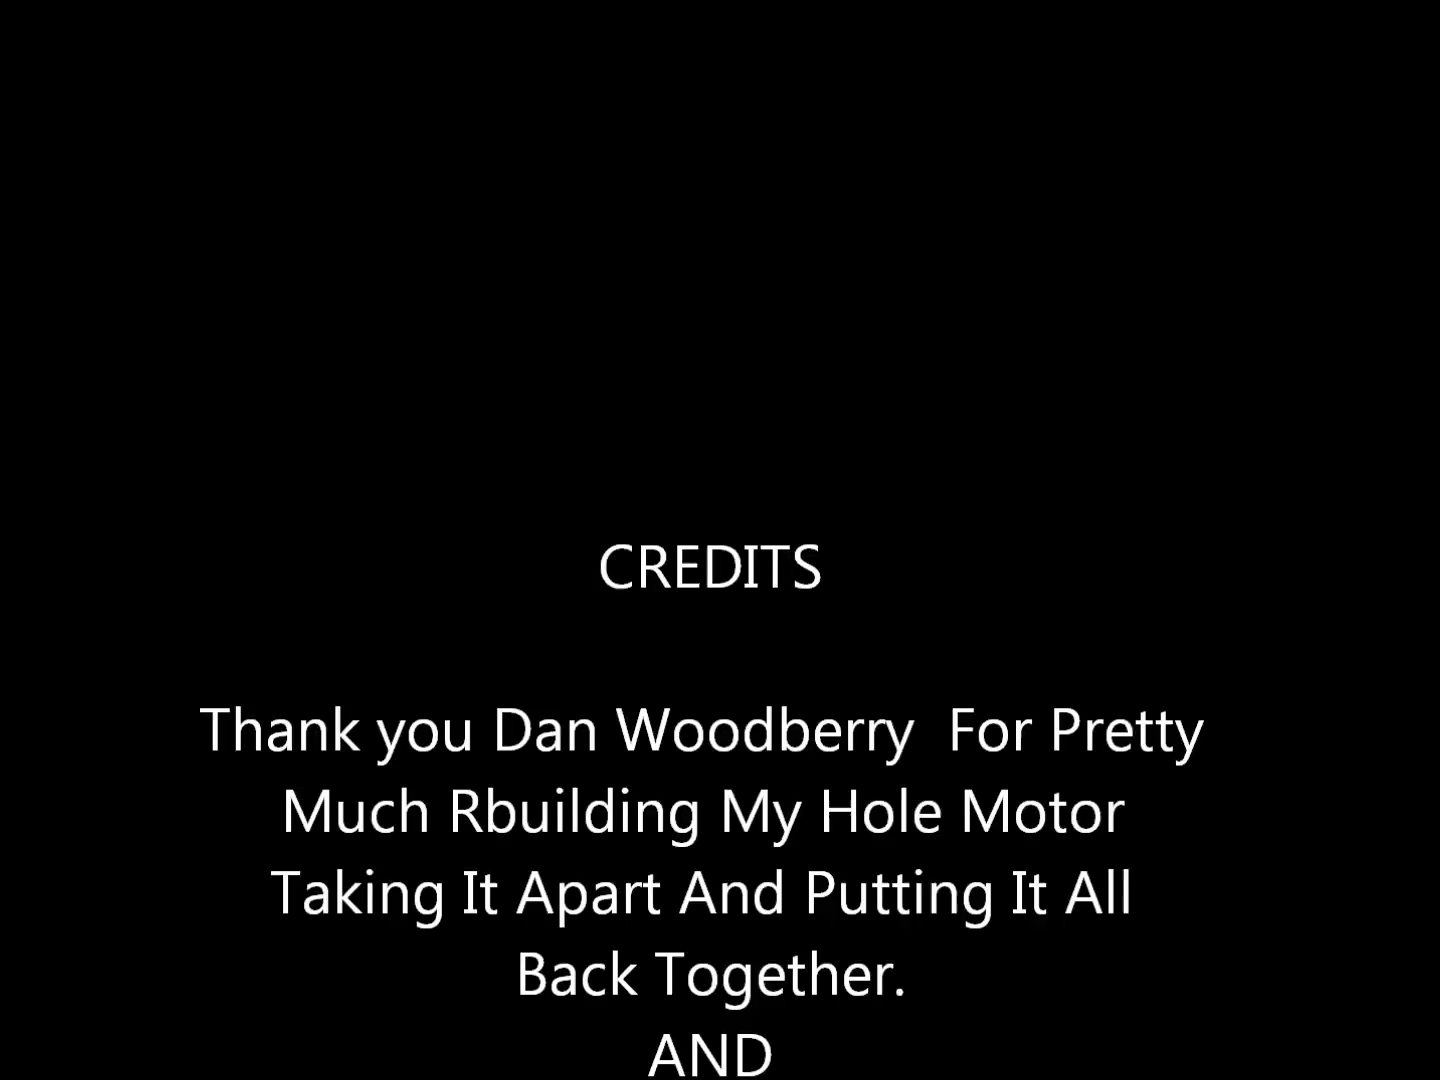 CREDITS
Thank you Dan Woodberry  For Pretty
Much Rbuilding My Hole Motor
Taking It Apart And Putting It All
Back Together.
AND